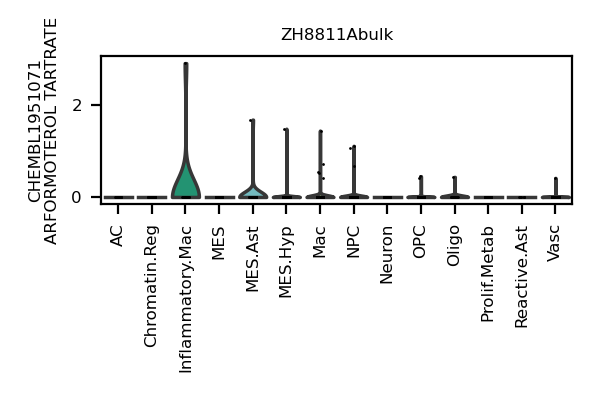 ZH8811Abulk
CHEMBL1951071
ARFORMOTEROL TARTRATE
2
0
AC
Chromatin.Reg
Inflammatory.Mac
MES
MES.Ast
MES.Hyp
Mac
NPC
Neuron
OPC
Oligo
Prolif.Metab
Reactive.Ast
Vasc